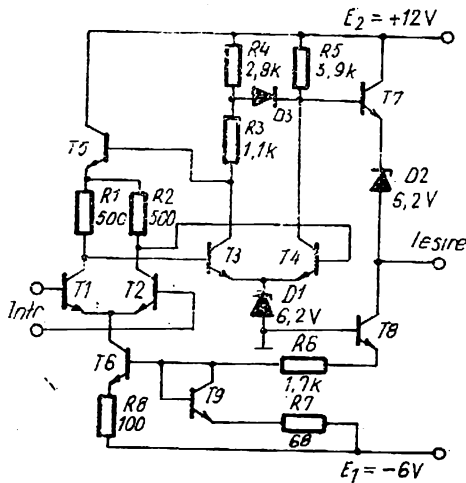 E2 = +12V
R4
2,8k
R5
3,9k
T7
D3
T5
R3
1,1k
D2
6,2V
R1
500
R2
500
T3
T4
Iesire
T1
T2
D1
6,2V
T8
Intr
T6
R6
1,7k
T9
R7
68
R8
100
E1 = -6V